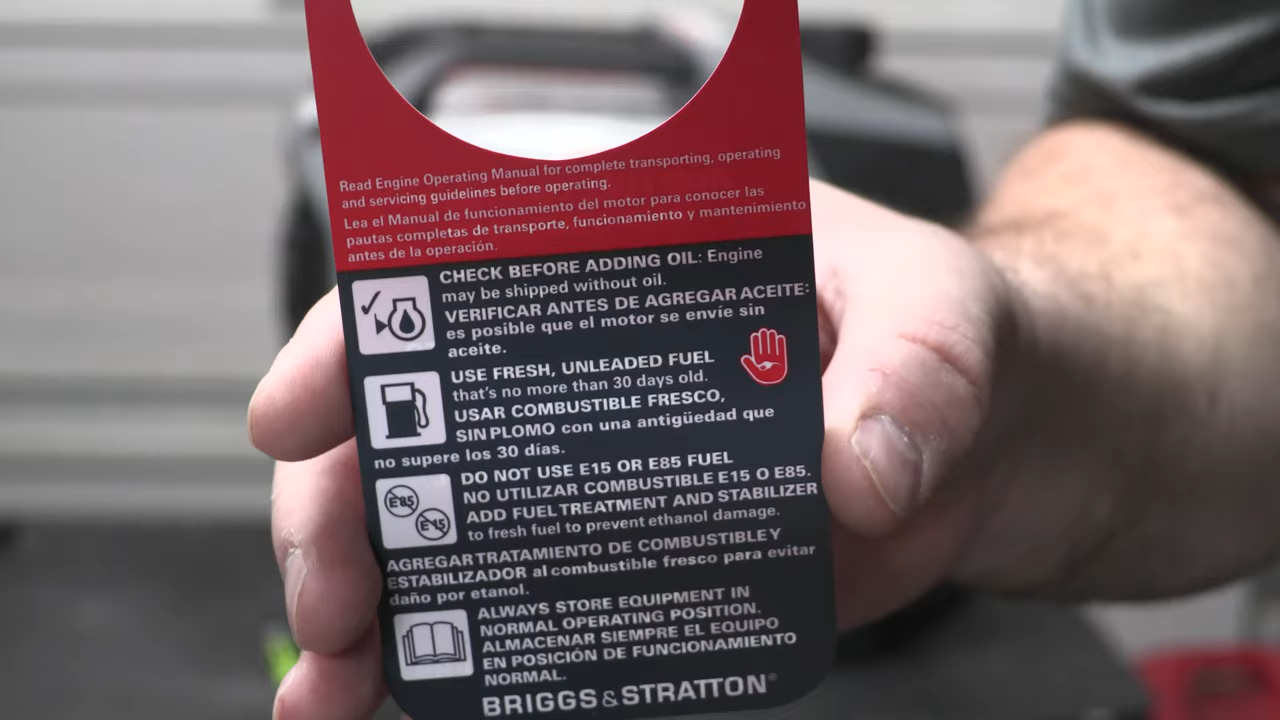 Read Engine Operating Manual for complete transporting, operating
and servicing guidelines before operating.
Lea el Manual de funcionamiento del motor para conocer las
pautas completas de transporte, funcionamiento y mantenimiento
antes de la operación.
CHECK BEFORE ADDING OIL: Engine
may be shipped without oil.
VERIFICAR ANTES DE AGREGAR ACEITE:
es posible que el motor se envíe sin
aceite.
USE FRESH, UNLEADED FUEL
that's no more than 30 days old.
USAR COMBUSTIBLE FRESCO,
SIN PLOMO con una antigüedad que
no supere los 30 días.
DO NOT USE E15 OR E85 FUEL
NO UTILIZAR COMBUSTIBLE E15 O E85.
E85
E15
ADD FUEL TREATMENT AND STABILIZER
to fresh fuel to prevent ethanol damage.
AGREGAR TRATAMIENTO DE COMBUSTIBLE Y
ESTABILIZADOR al combustible fresco para evitar
daño por etanol.
ALWAYS STORE EQUIPMENT IN
NORMAL OPERATING POSITION.
ALMACENAR SIEMPRE EL EQUIPO
EN POSICIÓN DE FUNCIONAMIENTO
NORMAL.
BRIGGS & STRATTON®